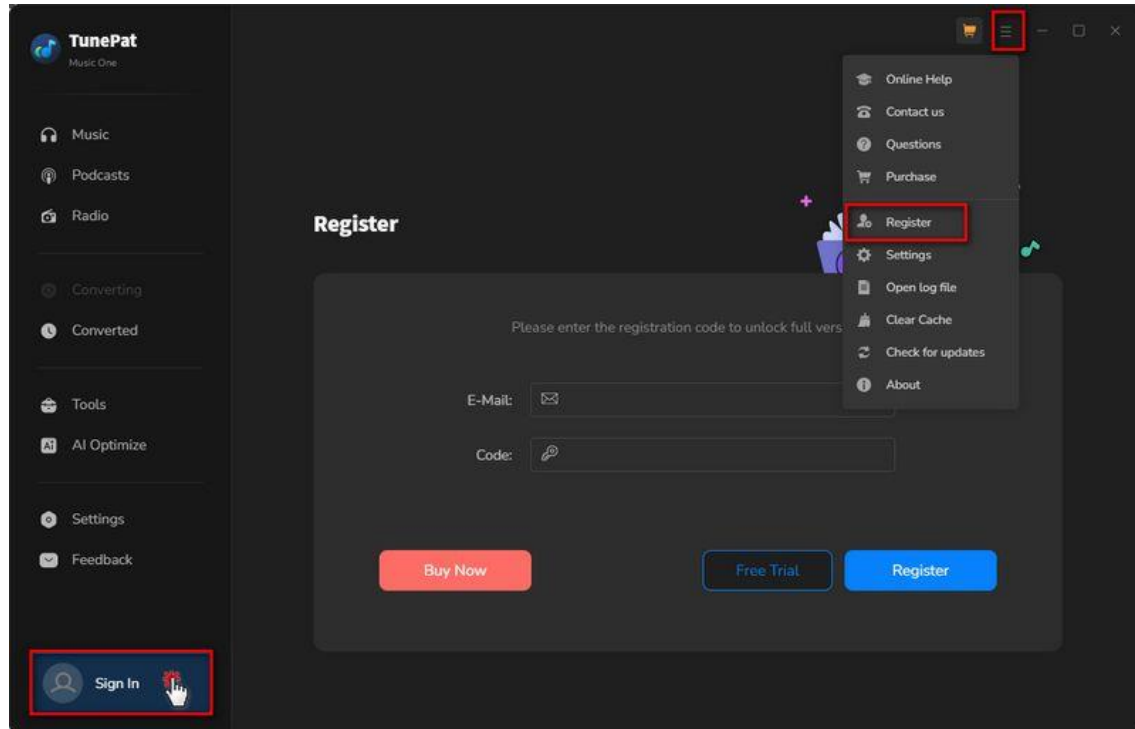 TunePat
Music One
Music
Podcasts
Radio
Converting
Converted
Tools
AI Optimize
Settings
Feedback
Sign In
Online Help
Contact us
Questions
Purchase
Register
Settings
Open log file
Clear Cache
Check for updates
About
Register
Please enter the registration code to unlock full vers
E-Mail:
Code:
Buy Now
Free Trial
Register